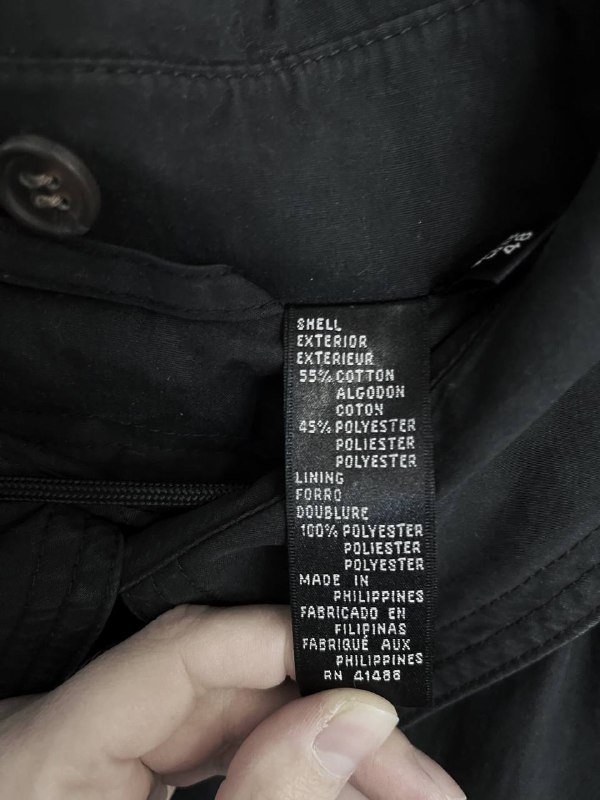 SHELL
EXTERIOR
EXTERIEUR
55% COTTON
ALGODON
COTON
45% POLYESTER
POLIESTER
POLYESTER
LINING
FORRO
DOUBLURE
100% POLYESTER
POLIESTER
POLYESTER
MADE IN
PHILIPPINES
FABRICADO EN
FILIPINAS
FABRIQUÉ AUX
PHILIPPINES
RN 41486